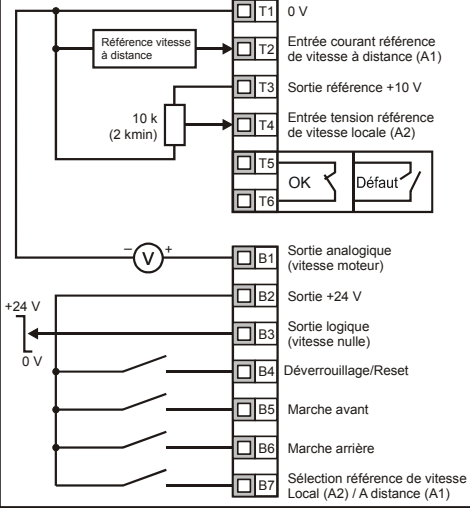 T1 0 V
Référence vitesse
à distance
T2 Entrée courant référence
de vitesse à distance (A1)
T3 Sortie référence +10 V
10 k
(2 kmin)
T4 Entrée tension référence
de vitesse locale (A2)
T5
OK Défaut
T6
– V +
B1 Sortie analogique
(vitesse moteur)
B2 Sortie +24 V
+24 V
B3 Sortie logique
(vitesse nulle)
0 V
B4 Déverrouillage/Reset
B5 Marche avant
B6 Marche arrière
B7 Sélection référence de vitesse
Local (A2) / A distance (A1)